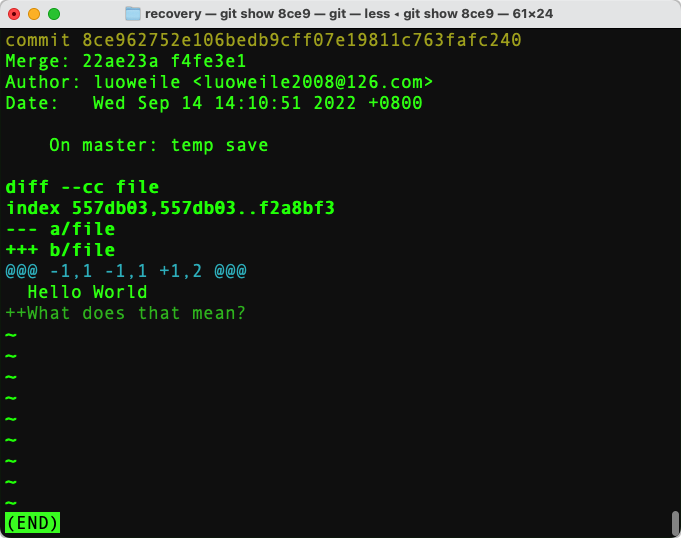 recovery — git show 8ce9 — git — less ◂ git show 8ce9 — 61×24
commit 8ce962752e106bedb9cff07e19811c763fafc240
Merge: 22ae23a f4fe3e1
Author: luoweile <luoweile2008@126.com>
Date:   Wed Sep 14 14:10:51 2022 +0800
    On master: temp save
diff --cc file
index 557db03,557db03..f2a8bf3
--- a/file
+++ b/file
@@@ -1,1 -1,1 +1,2 @@@
  Hello World
++What does that mean?
~
~
~
~
~
~
~
~
~
(END)